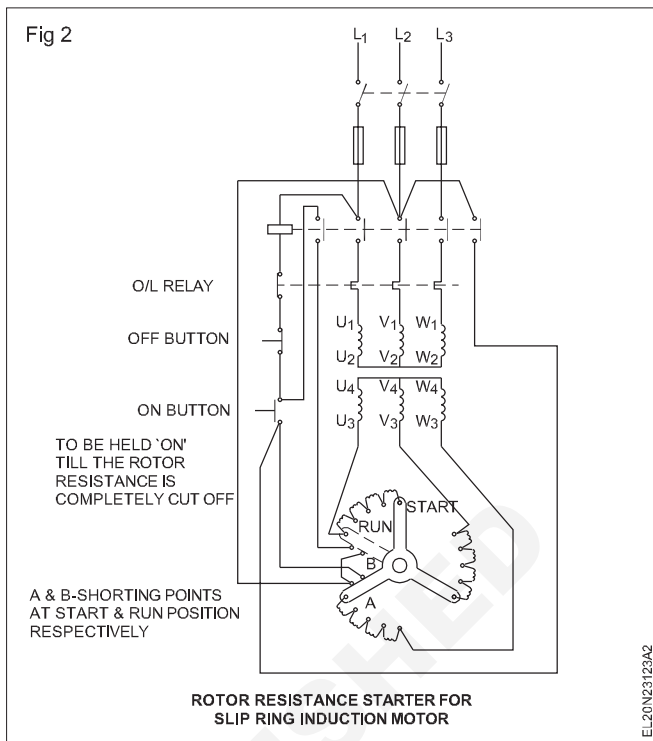 Fig 2
L1 L2 L3
O/L RELAY
U1 V1 W1
OFF BUTTON
U2 V2 W2
U4 V4 W4
ON BUTTON
U3 V3 W3
TO BE HELD `ON'
TILL THE ROTOR
RESISTANCE IS
COMPLETELY CUT OFF
START
RUN
B
A
A & B-SHORTING POINTS
AT START & RUN POSITION
RESPECTIVELY
SHED
ROTOR RESISTANCE STARTER FOR
SLIP RING INDUCTION MOTOR
EL20N23123A2